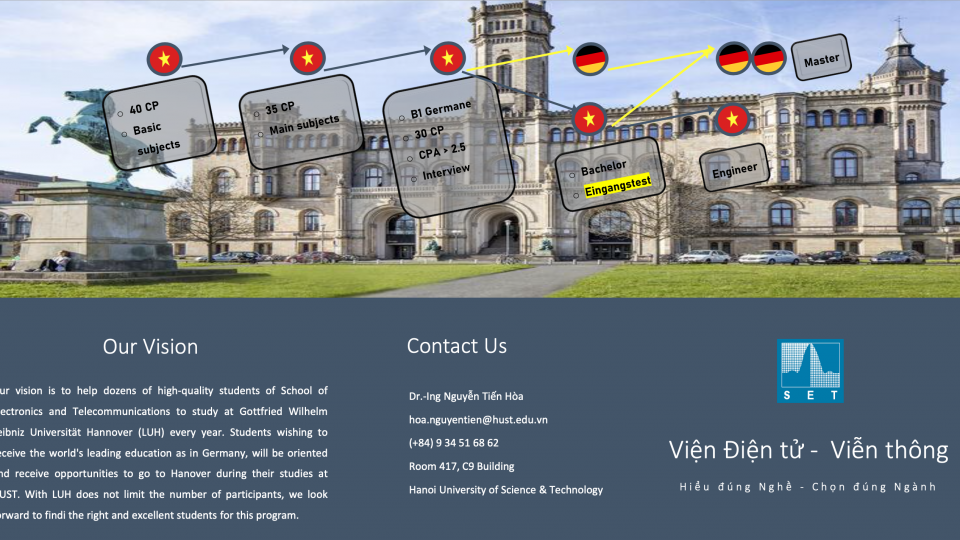 40 CP
Basic
subjects
35 CP
Main subjects
B1 Germane
30 CP
CPA > 2.5
Interview
Bachelor
Eingangstest
Engineer
Master
Our Vision
ur vision is to help dozens of high-quality students of School of
ectronics and Telecommunications to study at Gottfried Wilhelm
eibniz Universität Hannover (LUH) every year. Students wishing to
ceive the world's leading education as in Germany, will be oriented
nd receive opportunities to go to Hanover during their studies at
UST. With LUH does not limit the number of participants, we look
orward to findi the right and excellent students for this program.
Contact Us
Dr.-Ing Nguyễn Tiến Hòa
hoa.nguyentien@hust.edu.vn
(+84) 9 34 51 68 62
Room 417, C9 Building
Hanoi University of Science & Technology
SET
Viện Điện tử - Viễn thông
Hiểu đúng Nghề - Chọn đúng Ngành